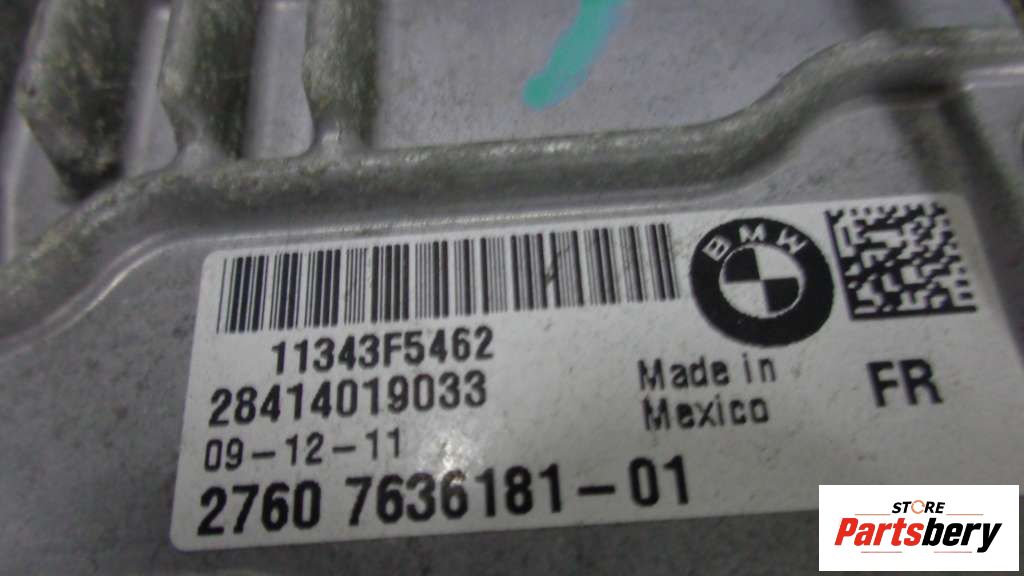 BMW
11343F5462
28414019033
Made in
Mexico
FR
09-12-11
2760 7636181-01
STORE
Partsbery